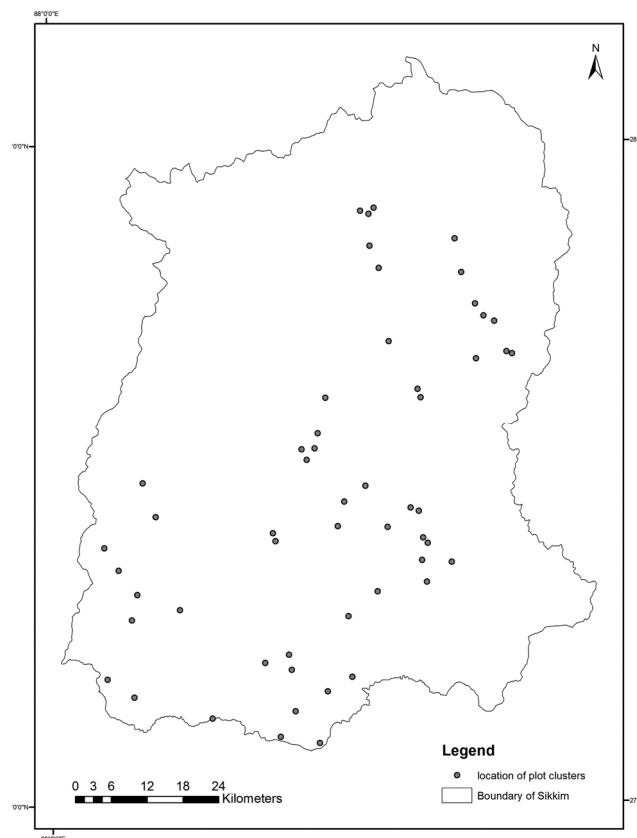 88°0'0"E
N
'0'0"N
28
Legend
location of plot clusters
Boundary of Sikkim
0 3 6 12 18 24
Kilometers
'0'0"N
27